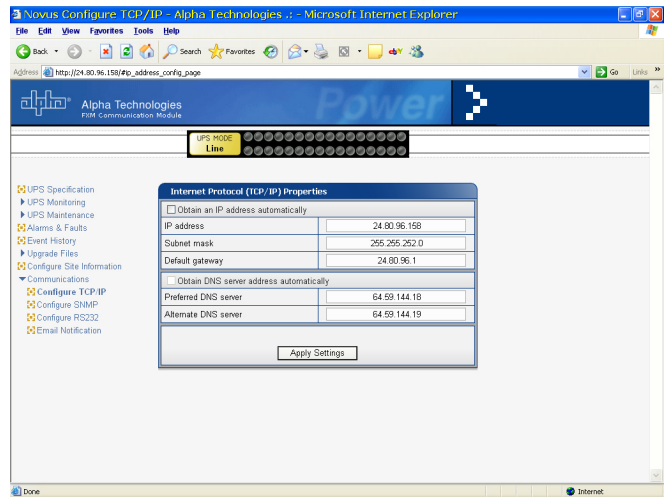 Novus Configure TCP/IP - Alpha Technologies .: - Microsoft Internet Explorer
File Edit View Favorites Tools Help
Back Search Favorites ebY
Address http://24.80.96.158/#ip_address_config_page Go Links »
alpha® Alpha Technologies
FXM Communication Module
Power
UPS MODE
Line
UPS Specification
UPS Monitoring
UPS Maintenance
Alarms & Faults
Event History
Upgrade Files
Configure Site Information
Communications
Configure TCP/IP
Configure SNMP
Configure RS232
Email Notification
Internet Protocol (TCP/IP) Properties
Obtain an IP address automatically
IP address 24.80.96.158
Subnet mask 255.255.252.0
Default gateway 24.80.96.1
Obtain DNS server address automatically
Preferred DNS server 64.59.144.18
Alternate DNS server 64.59.144.19
Apply Settings
Done Internet